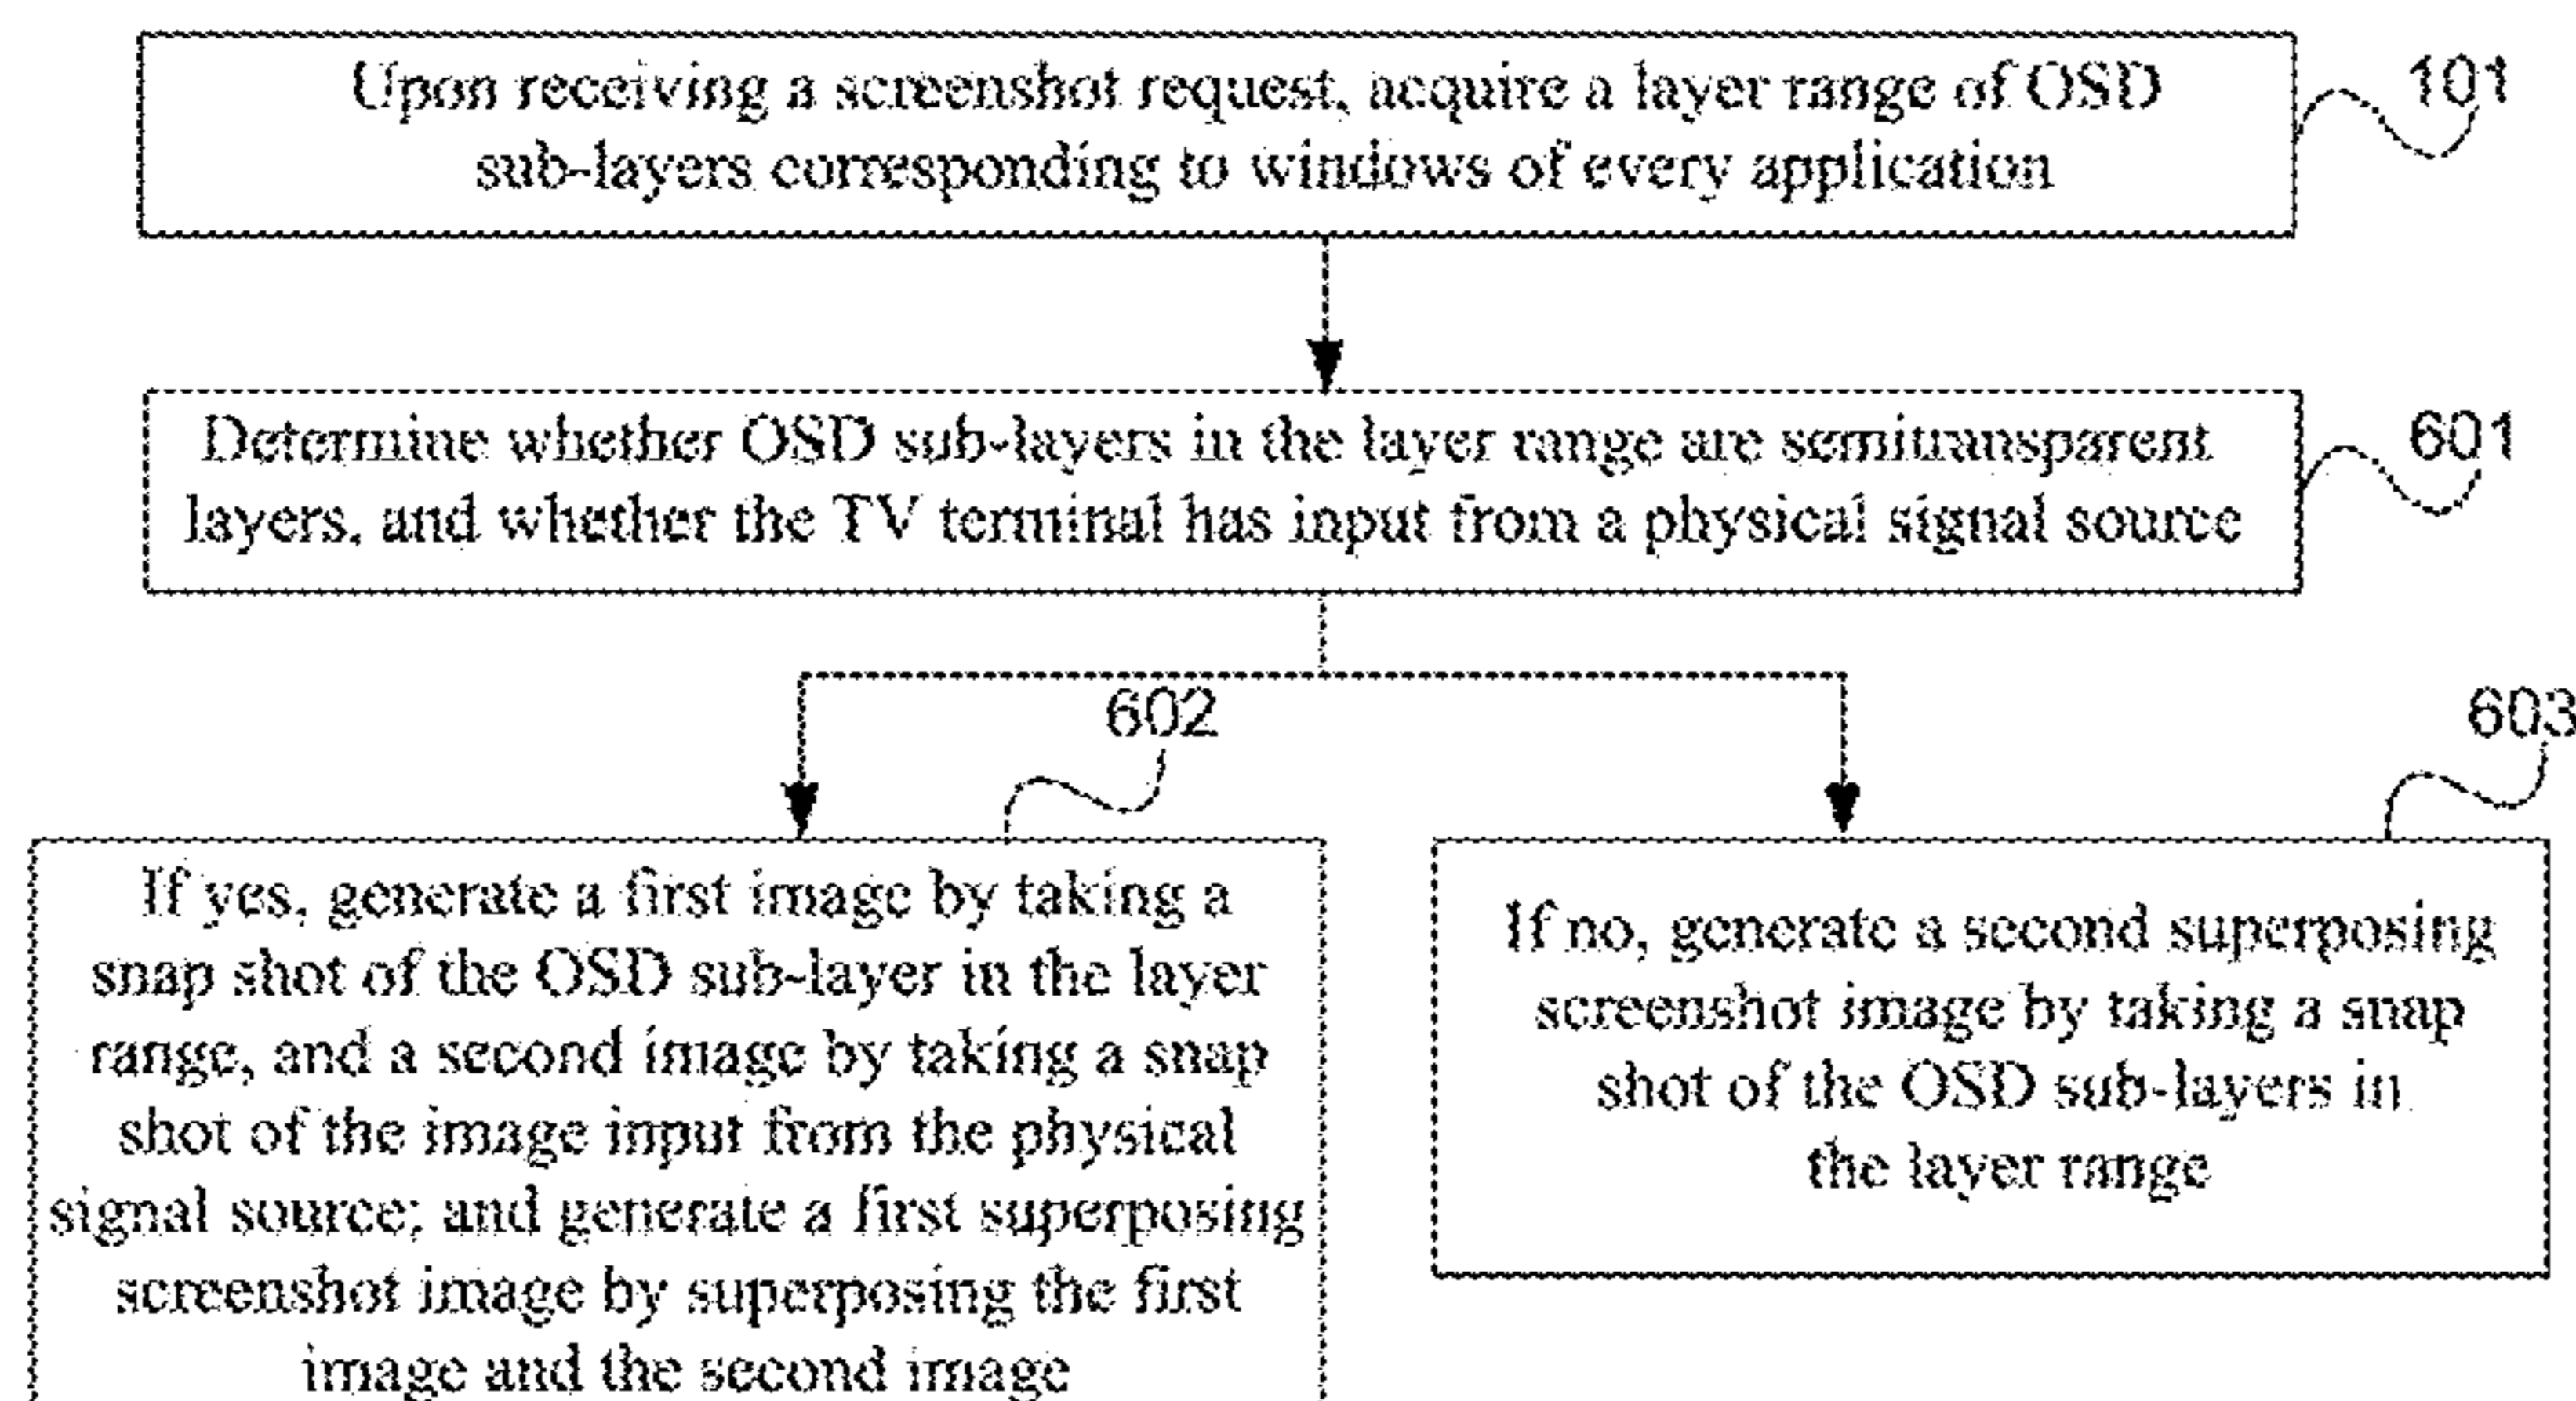 Upon receiving a screenshot request, acquire a layer range of OSD
sub-layers corresponding to windows of every application
101
Determine whether OSD sub-layers in the layer range are semitransparent
layers, and whether the TV terminal has input from a physical signal source
601
602
603
If yes, generate a first image by taking a
snap shot of the OSD sub-layer in the layer
range, and a second image by taking a snap
shot of the image input from the physical
signal source; and generate a first superposing
screenshot image by superposing the first
image and the second image
If no, generate a second superposing
screenshot image by taking a snap
shot of the OSD sub-layers in
the layer range